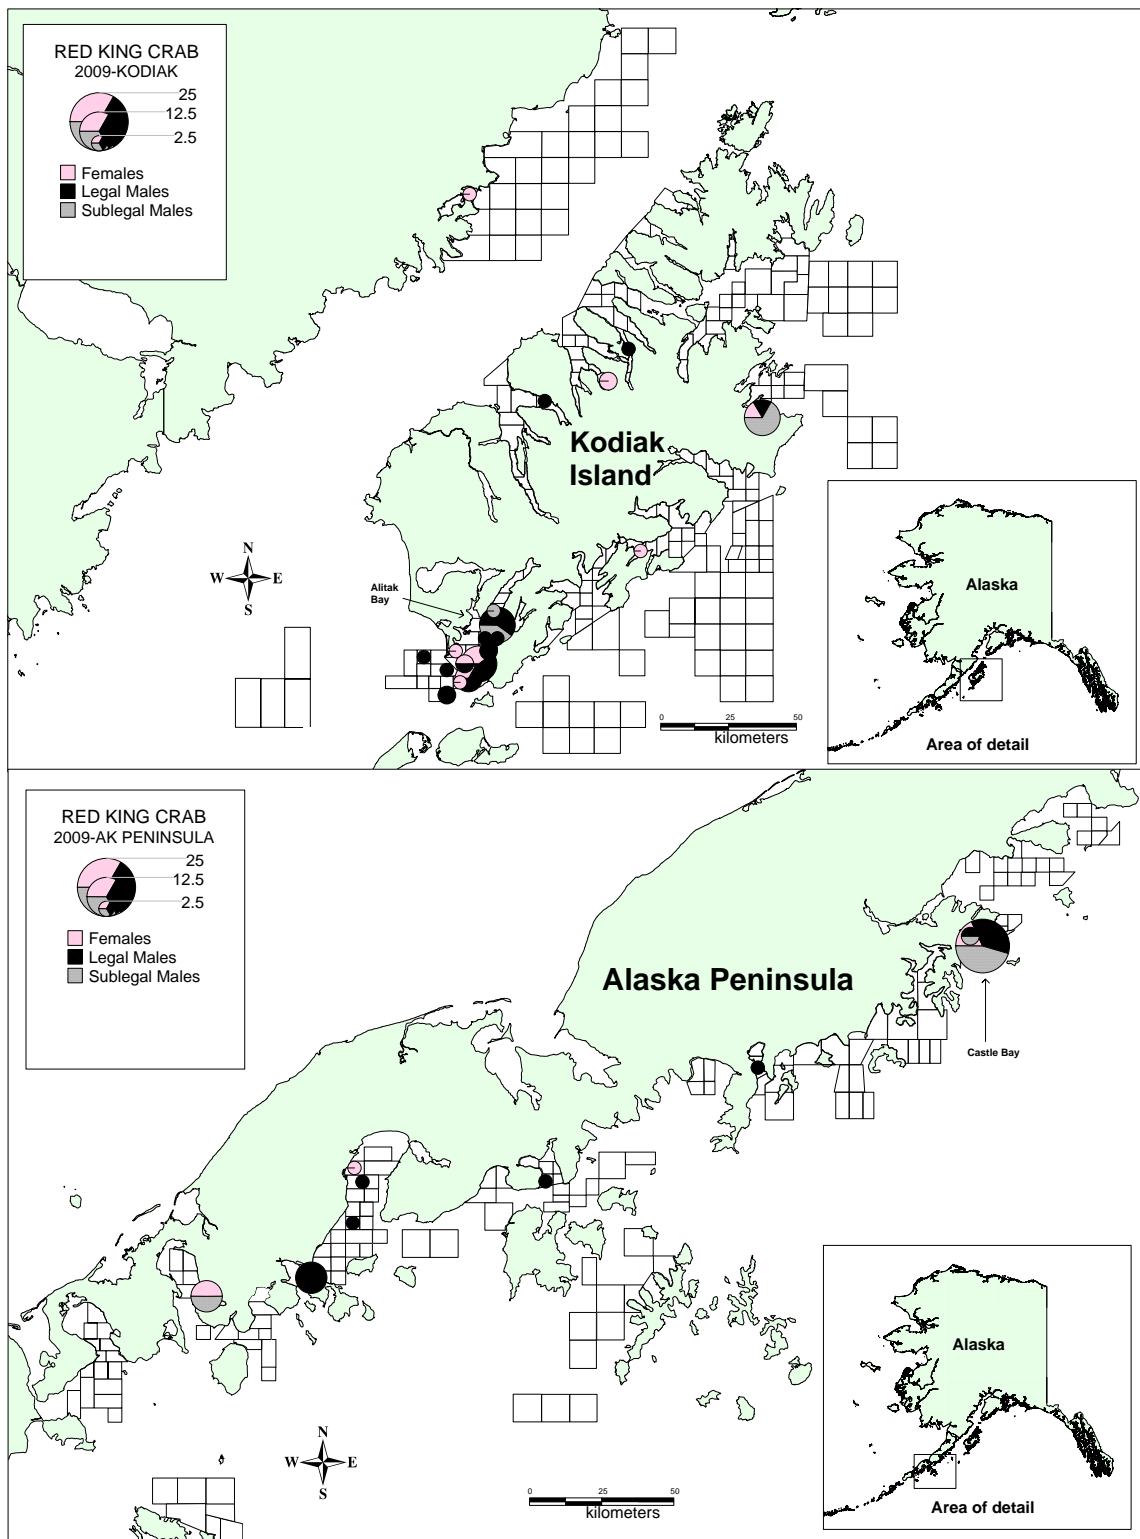 RED KING CRAB
2009-KODIAK
25
12.5
2.5
Females
Legal Males
Sublegal Males
Kodiak
Island
N
W E
S
Alitak
Bay
0 25 50
kilometers
Alaska
Area of detail
RED KING CRAB
2009-AK PENINSULA
25
12.5
2.5
Females
Legal Males
Sublegal Males
Alaska Peninsula
Castle Bay
N
W E
S
0 25 50
kilometers
Alaska
Area of detail